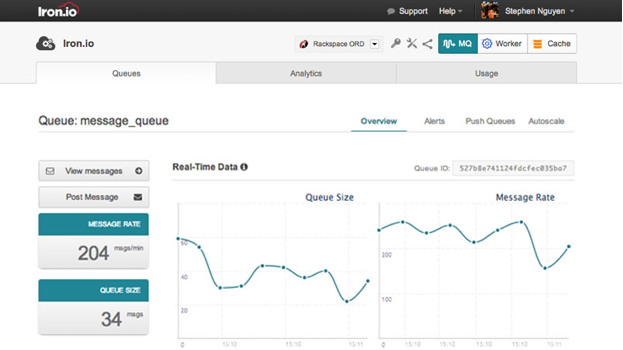 Iron.io
Support Help Stephen Nguyen
Iron.io
Rackspace ORD
MQ Worker Cache
Queues Analytics Usage
Queue: message_queue
Overview Alerts Push Queues Autoscale
View messages
Post Message
MESSAGE RATE
204 msgs/min
QUEUE SIZE
34 msgs
Real-Time Data
Queue ID: 527b8e741124fdcfec035ba7
Queue Size
60
40
20
0
15:10 15:10 15:11
Message Rate
200
100
0
15:10 15:10 15:11